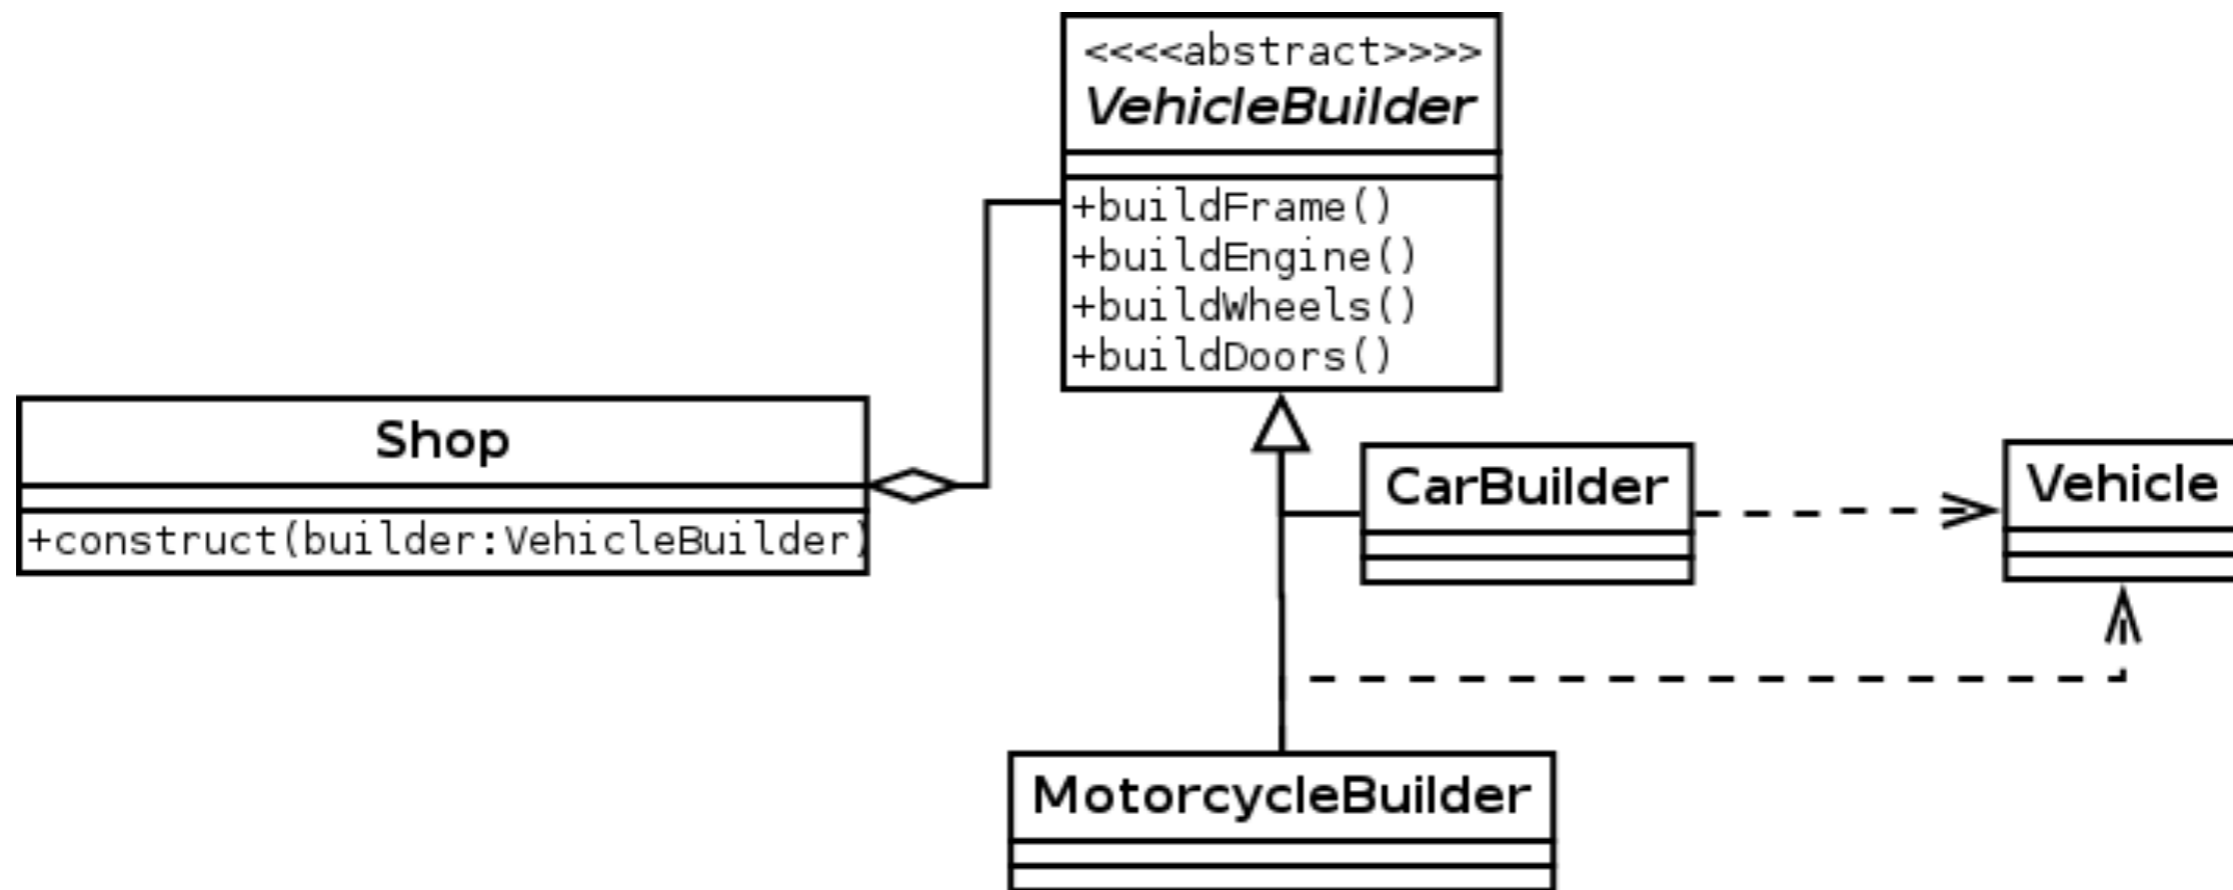 <<<<abstract>>>>
VehicleBuilder
+buildFrame()
+buildEngine()
+buildWheels()
+buildDoors()
Shop
+construct(builder:VehicleBuilder)
CarBuilder
Vehicle
MotorcycleBuilder